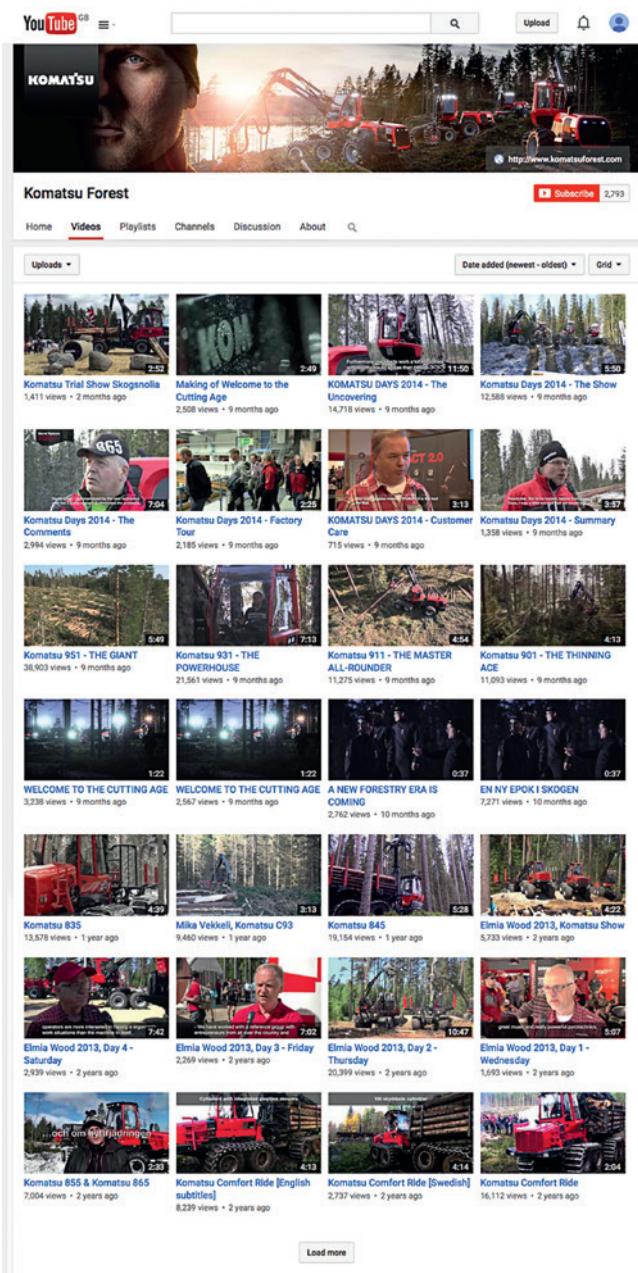 YouTube GB
Upload
KOMATSU
http://www.komatsuforest.com
Komatsu Forest
Subscribe 2,793
Home Videos Playlists Channels Discussion About
Uploads
Date added (newest - oldest) Grid
2:52 2:49 11:50 5:50
Komatsu Trial Show Skogsnolia
1,411 views • 2 months ago
Making of Welcome to the
Cutting Age
2,508 views • 9 months ago
KOMATSU DAYS 2014 - The
Uncovering
14,718 views • 9 months ago
Komatsu Days 2014 - The Show
12,588 views • 9 months ago
865
7:04 2:25 3:13 3:57
Komatsu Days 2014 - The
Comments
2,994 views • 9 months ago
Komatsu Days 2014 - Factory
Tour
2,185 views • 9 months ago
KOMATSU DAYS 2014 - Customer
Care
715 views • 9 months ago
Komatsu Days 2014 - Summary
1,358 views • 9 months ago
5:49 7:13 4:54 4:13
Komatsu 951 - THE GIANT
38,903 views • 9 months ago
Komatsu 931 - THE
POWERHOUSE
21,561 views • 9 months ago
Komatsu 911 - THE MASTER
ALL-ROUNDER
11,275 views • 9 months ago
Komatsu 901 - THE THINNING
ACE
11,093 views • 9 months ago
1:22 1:22 0:37 0:37
WELCOME TO THE CUTTING AGE
3,238 views • 9 months ago
WELCOME TO THE CUTTING AGE
2,567 views • 9 months ago
A NEW FORESTRY ERA IS
COMING
2,762 views • 10 months ago
EN NY EPOK I SKOGEN
7,271 views • 10 months ago
4:39 3:13 5:28 4:22
Komatsu 835
13,578 views • 1 year ago
Mika Vekkeli, Komatsu C93
9,460 views • 1 year ago
Komatsu 845
19,154 views • 1 year ago
Elmia Wood 2013, Komatsu Show
5,733 views • 2 years ago
7:42 7:02 10:47 5:07
Elmia Wood 2013, Day 4 -
Saturday
2,939 views • 2 years ago
Elmia Wood 2013, Day 3 - Friday
2,269 views • 2 years ago
Elmia Wood 2013, Day 2 -
Thursday
20,399 views • 2 years ago
Elmia Wood 2013, Day 1 -
Wednesday
1,693 views • 2 years ago
...och om hyttfjädringen
2:33 4:13 4:14 2:04
Komatsu 855 & Komatsu 865
7,004 views • 2 years ago
Komatsu Comfort Ride [English
subtitles]
8,239 views • 2 years ago
Komatsu Comfort Ride [Swedish]
2,737 views • 2 years ago
Komatsu Comfort Ride
16,112 views • 2 years ago
Load more